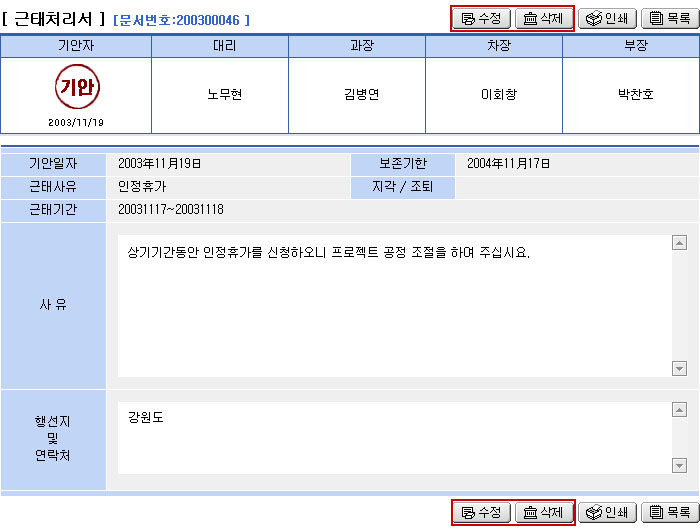 [ 근태처리서 ] [문서번호:200300046 ] 수정 삭제 인쇄 목록
기안자 대리 과장 차장 부장
기안 노무현 김병연 이회창 박찬호
2003/11/19
기안일자 2003年11月19日 보존기한 2004年11月17日
근태사유 인정휴가 지각 / 조퇴
근태기간 20031117~20031118
사 유 상기기간동안 인정휴가를 신청하오니 프로젝트 공정 조절을 하여 주십시요.
행선지
및
연락처
강원도
수정 삭제 인쇄 목록